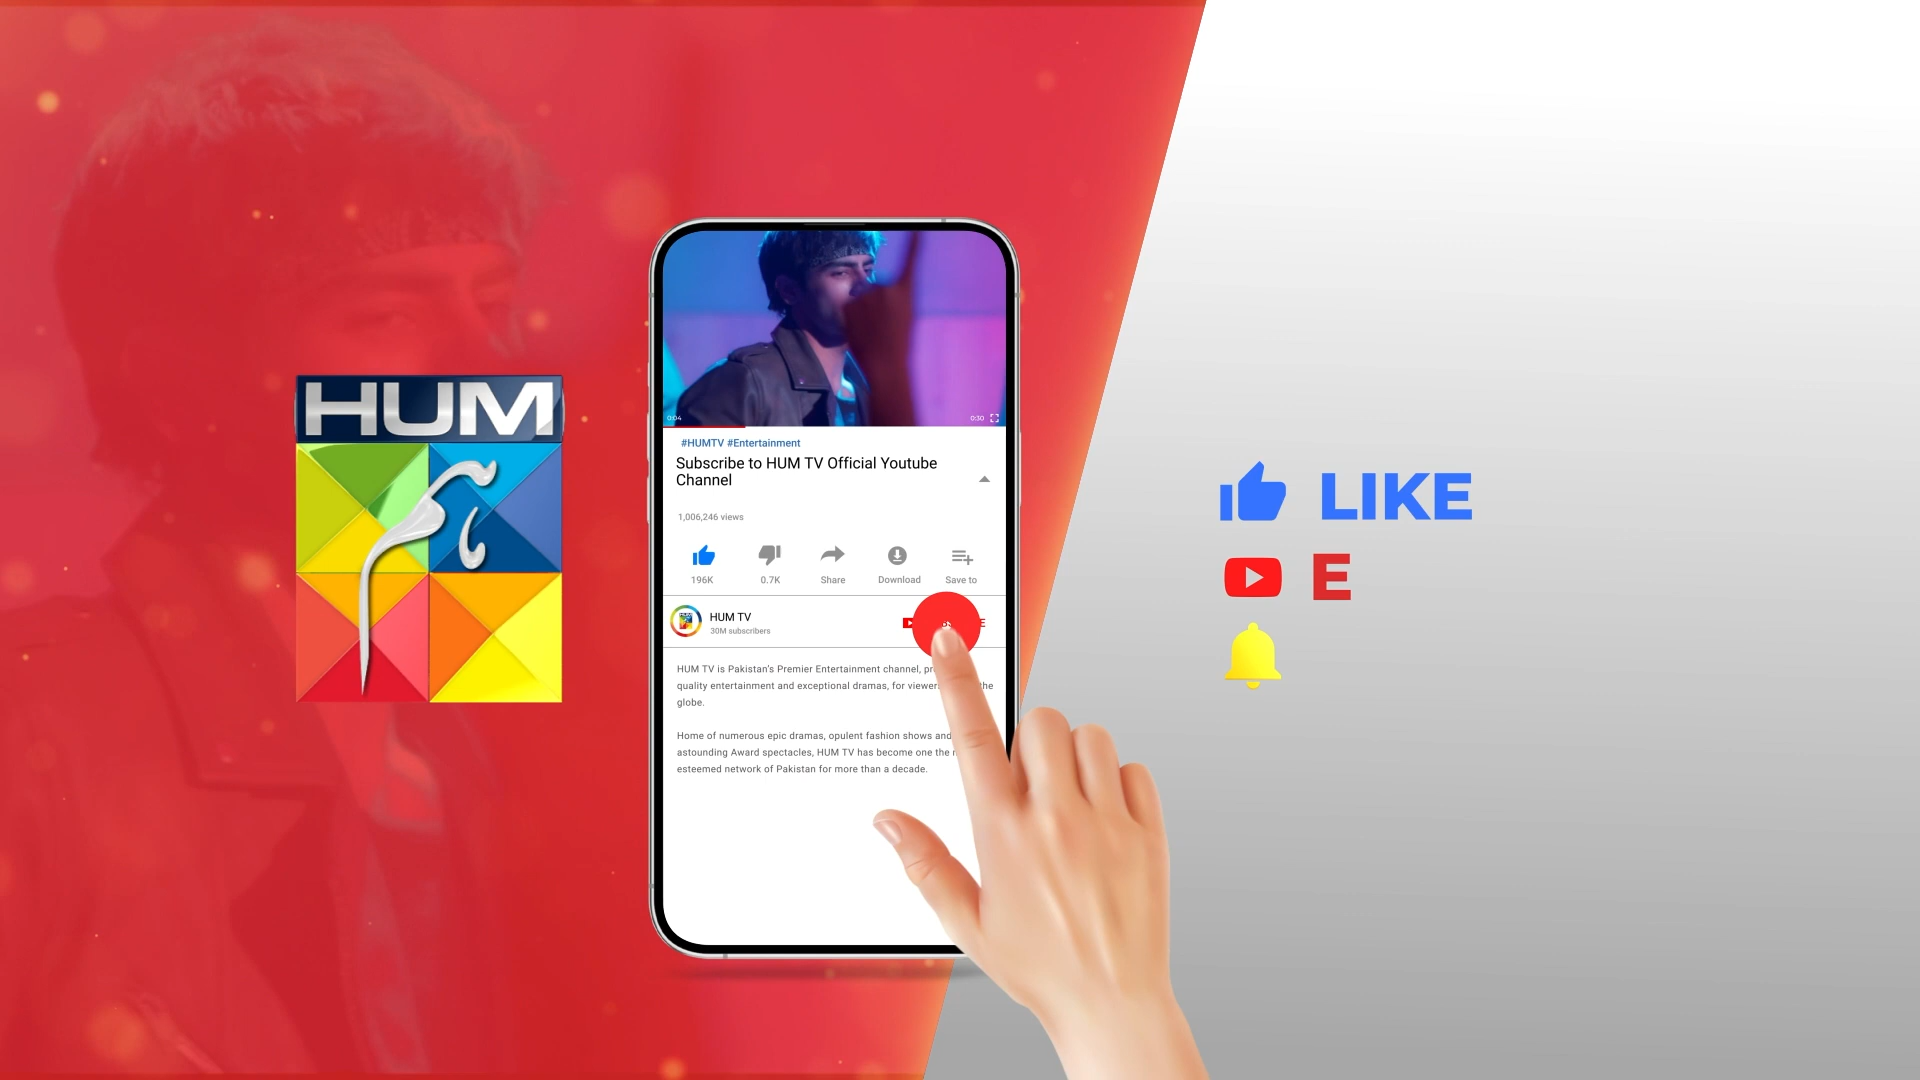 HUM
ہم
0:04
0:30
#HUMTV #Entertainment
Subscribe to HUM TV Official Youtube
Channel
1,006,246 views
196K
0.7K
Share
Download
Save to
HUM TV
30M subscribers
E
HUM TV is Pakistan's Premier Entertainment channel,
quality entertainment and exceptional dramas, for the
globe.
Home of numerous epic dramas, opulent fashion shows and
astounding Award spectacles, HUM TV has become one the
esteemed network of Pakistan for more than a decade.
LIKE
E